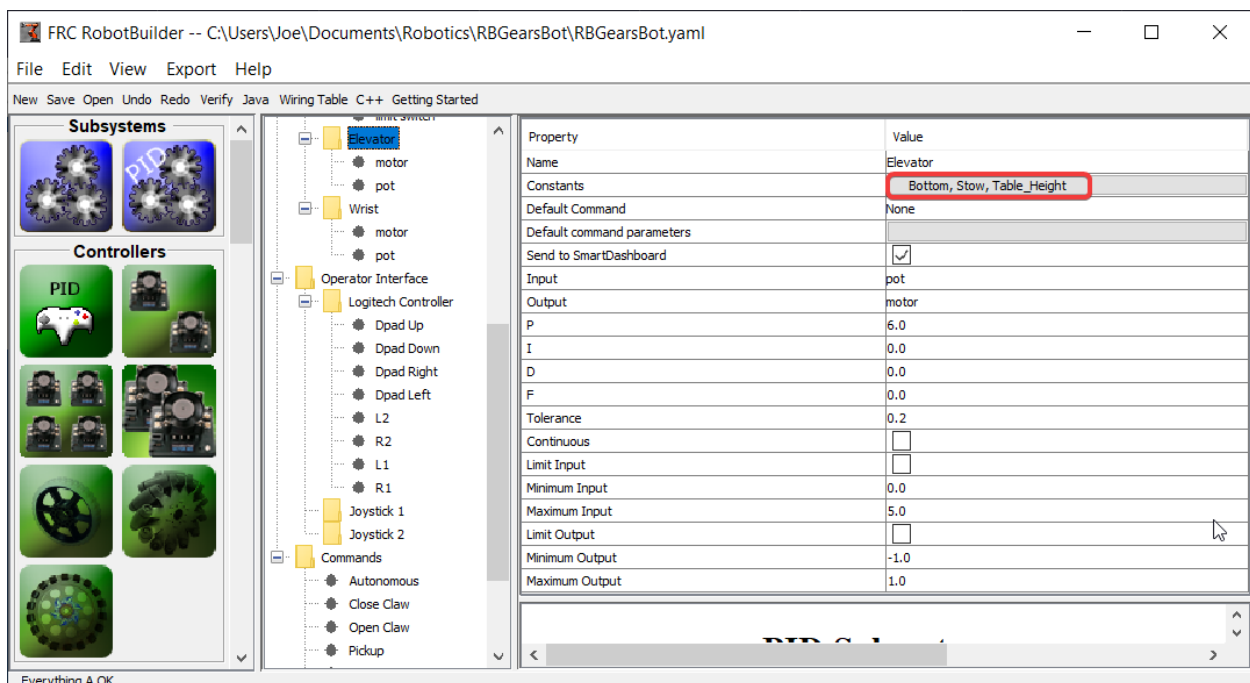 FRC RobotBuilder -- C:\Users\Joe\Documents\Robotics\RBGearsBot\RBGearsBot.yaml
File Edit View Export Help
New Save Open Undo Redo Verify Java Wiring Table C++ Getting Started
Subsystems
PID
Controllers
PID
limit switch
Elevator
motor
pot
Wrist
motor
pot
Operator Interface
Logitech Controller
Dpad Up
Dpad Down
Dpad Right
Dpad Left
L2
R2
L1
R1
Joystick 1
Joystick 2
Commands
Autonomous
Close Claw
Open Claw
Pickup
Property Value
Name Elevator
Constants Bottom, Stow, Table_Height
Default Command None
Default command parameters
Send to SmartDashboard
Input pot
Output motor
P 6.0
I 0.0
D 0.0
F 0.0
Tolerance 0.2
Continuous
Limit Input
Minimum Input 0.0
Maximum Input 5.0
Limit Output
Minimum Output -1.0
Maximum Output 1.0
PID
Everything A OK